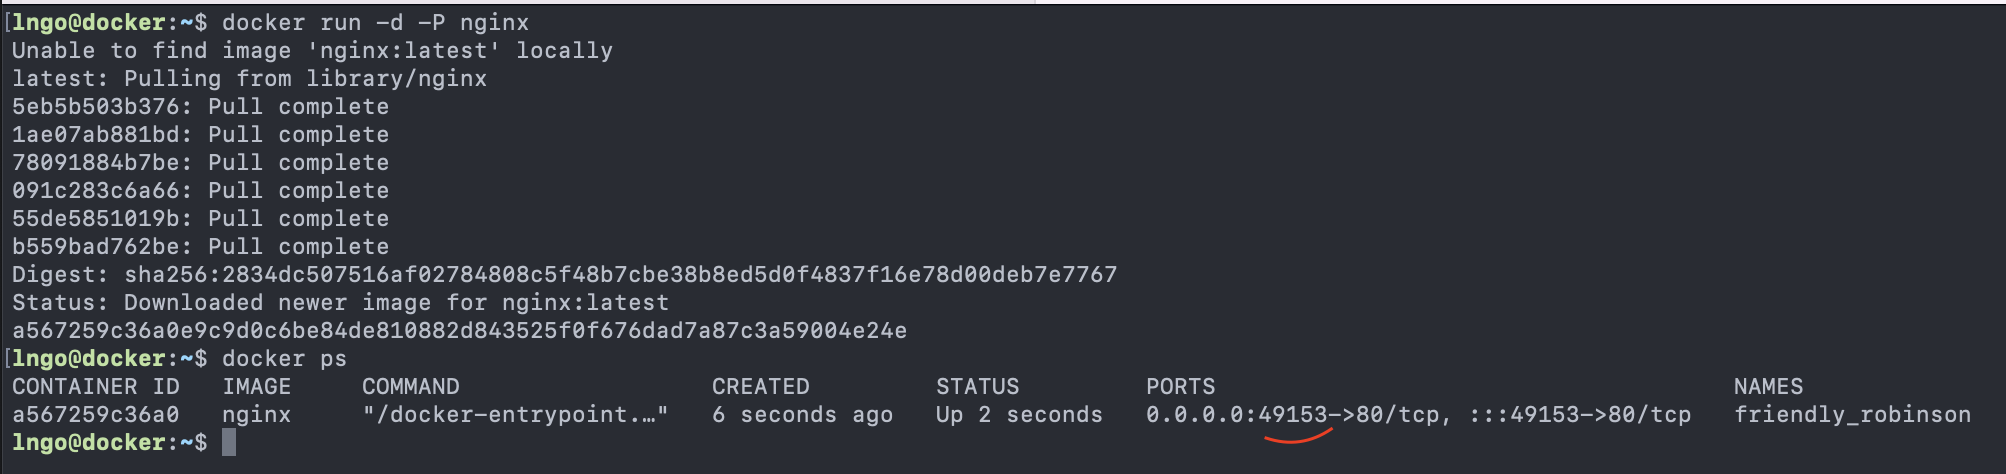 [lngo@docker:~$ docker run -d -P nginx
Unable to find image 'nginx:latest' locally
latest: Pulling from library/nginx
5eb5b503b376: Pull complete
1ae07ab881bd: Pull complete
78091884b7be: Pull complete
091c283c6a66: Pull complete
55de5851019b: Pull complete
b559bad762be: Pull complete
Digest: sha256:2834dc507516af02784808c5f48b7cbe38b8ed5d0f4837f16e78d00deb7e7767
Status: Downloaded newer image for nginx:latest
a567259c36a0e9c9d0c6be84de810882d843525f0f676dad7a87c3a59004e24e
[lngo@docker:~$ docker ps
CONTAINER ID   IMAGE     COMMAND                  CREATED         STATUS         PORTS                                     NAMES
a567259c36a0   nginx     "/docker-entrypoint.…"   6 seconds ago   Up 2 seconds   0.0.0.0:49153->80/tcp, :::49153->80/tcp   friendly_robinson
lngo@docker:~$